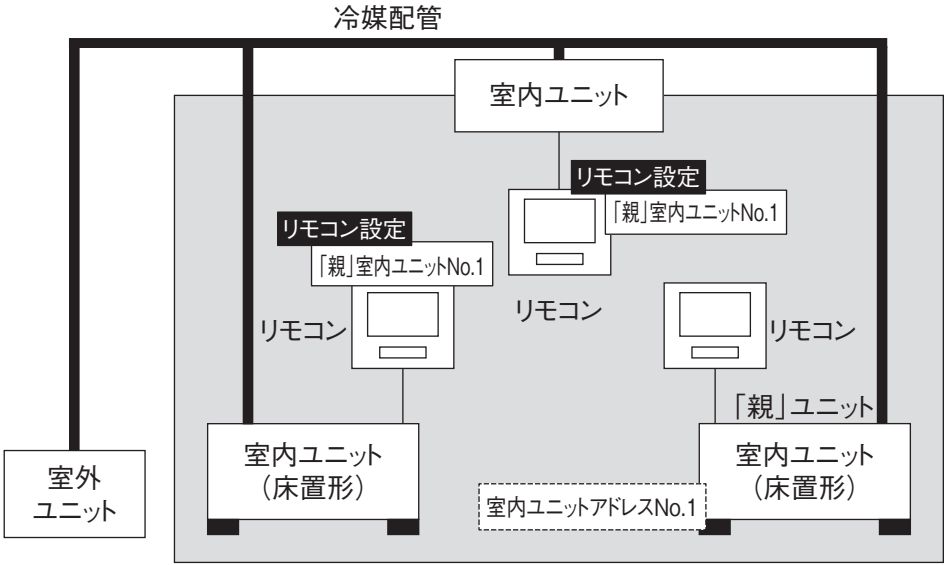 冷媒配管
室内ユニット
リモコン設定
「親」室内ユニットNo.1
リモコン設定
「親」室内ユニットNo.1
リモコン
リモコン
リモコン
「親」ユニット
室外
ユニット
室内ユニット
（床置形）
室内ユニット
（床置形）
室内ユニットアドレスNo.1